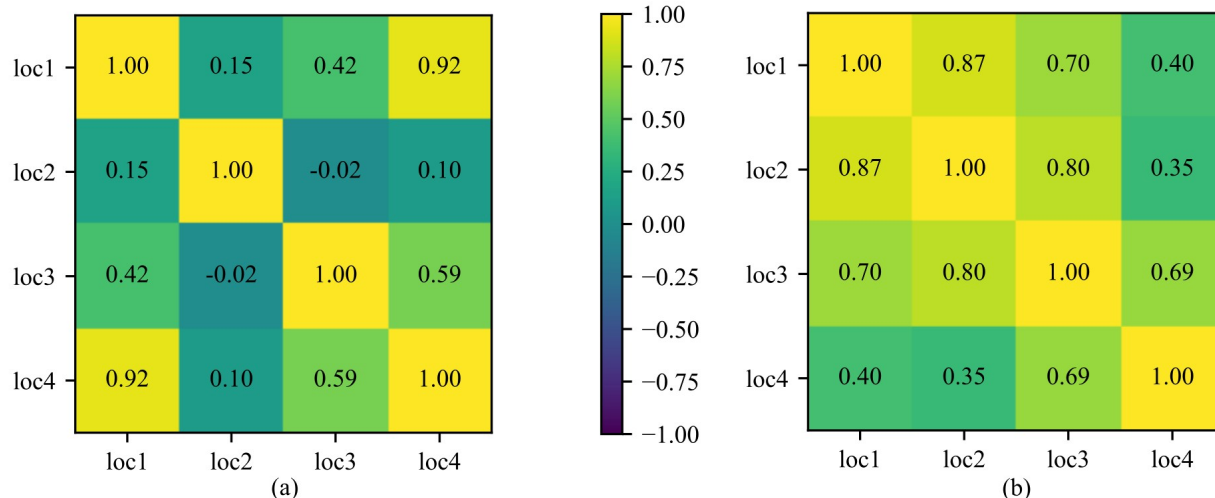 loc1 1.00 0.15 0.42 0.92
loc2 0.15 1.00 -0.02 0.10
loc3 0.42 -0.02 1.00 0.59
loc4 0.92 0.10 0.59 1.00
loc1 loc2 loc3 loc4
(a)
1.00
0.75
0.50
0.25
0.00
−0.25
−0.50
−0.75
−1.00
loc1 1.00 0.87 0.70 0.40
loc2 0.87 1.00 0.80 0.35
loc3 0.70 0.80 1.00 0.69
loc4 0.40 0.35 0.69 1.00
loc1 loc2 loc3 loc4
(b)